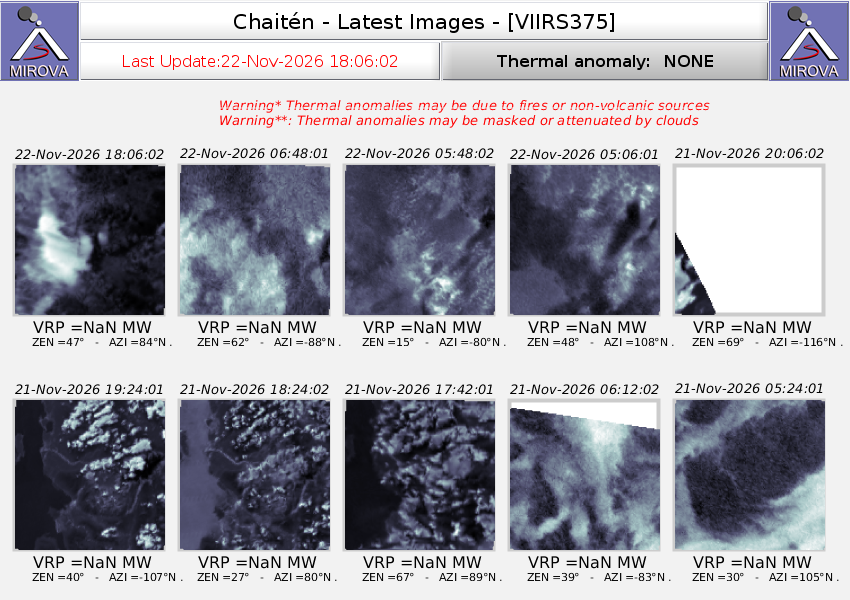 Chaitén - Latest Images - [VIIRS375]
MIROVA
Last Update:22-Nov-2026 18:06:02
Thermal anomaly: NONE
MIROVA
Warning* Thermal anomalies may be due to fires or non-volcanic sources
Warning**: Thermal anomalies may be masked or attenuated by clouds
22-Nov-2026 18:06:02 22-Nov-2026 06:48:01 22-Nov-2026 05:48:02 22-Nov-2026 05:06:01 21-Nov-2026 20:06:02
VRP =NaN MW VRP =NaN MW VRP =NaN MW VRP =NaN MW VRP =NaN MW
ZEN =47° - AZI =84°N . ZEN =62° - AZI =-88°N . ZEN =15° - AZI =-80°N . ZEN =48° - AZI =108°N . ZEN =69° - AZI =-116°N .
21-Nov-2026 19:24:01 21-Nov-2026 18:24:02 21-Nov-2026 17:42:01 21-Nov-2026 06:12:02 21-Nov-2026 05:24:01
VRP =NaN MW VRP =NaN MW VRP =NaN MW VRP =NaN MW VRP =NaN MW
ZEN =40° - AZI =-107°N . ZEN =27° - AZI =80°N . ZEN =67° - AZI =89°N . ZEN =39° - AZI =-83°N . ZEN =30° - AZI =105°N .